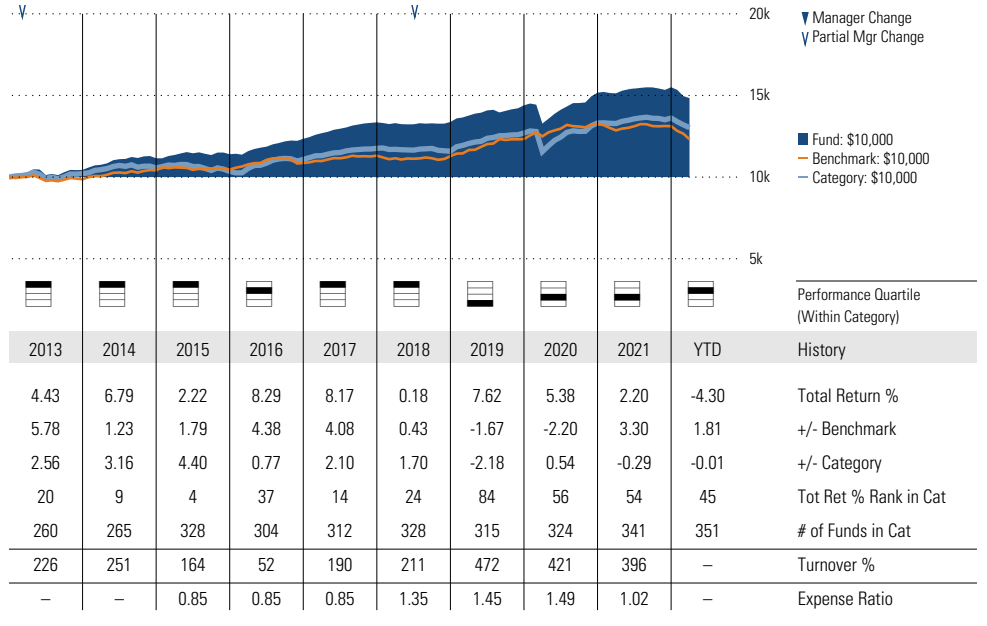 20k
Manager Change
Partial Mgr Change
15k
Fund: $10,000
Benchmark: $10,000
10k
Category: $10,000
5k
Performance Quartile
(Within Category)
2013 2014 2015 2016 2017 2018 2019 2020 2021 YTD History
4.43 6.79 2.22 8.29 8.17 0.18 7.62 5.38 2.20 -4.30 Total Return %
5.78 1.23 1.79 4.38 4.08 0.43 -1.67 -2.20 3.30 1.81 +/- Benchmark
2.56 3.16 4.40 0.77 2.10 1.70 -2.18 0.54 -0.29 -0.01 +/- Category
20 9 4 37 14 24 84 56 54 45 Tot Ret % Rank in Cat
260 265 328 304 312 328 315 324 341 351 # of Funds in Cat
226 251 164 52 190 211 472 421 396 – Turnover %
– – 0.85 0.85 0.85 1.35 1.45 1.49 1.02 – Expense Ratio